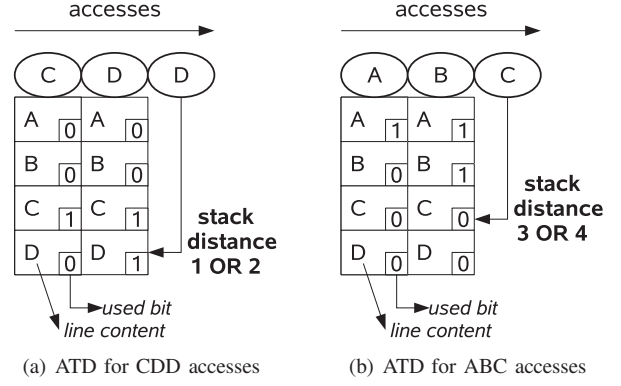 accesses accesses
C D D A B C
A 0 A 0 A 1 A 1
B 0 B 0 B 0 B 1
C 1 C 1 C 0 C 0
D 0 D 1 D 0 D 0
stack
distance
1 OR 2
stack
distance
3 OR 4
used bit used bit
line content line content
(a) ATD for CDD accesses (b) ATD for ABC accesses